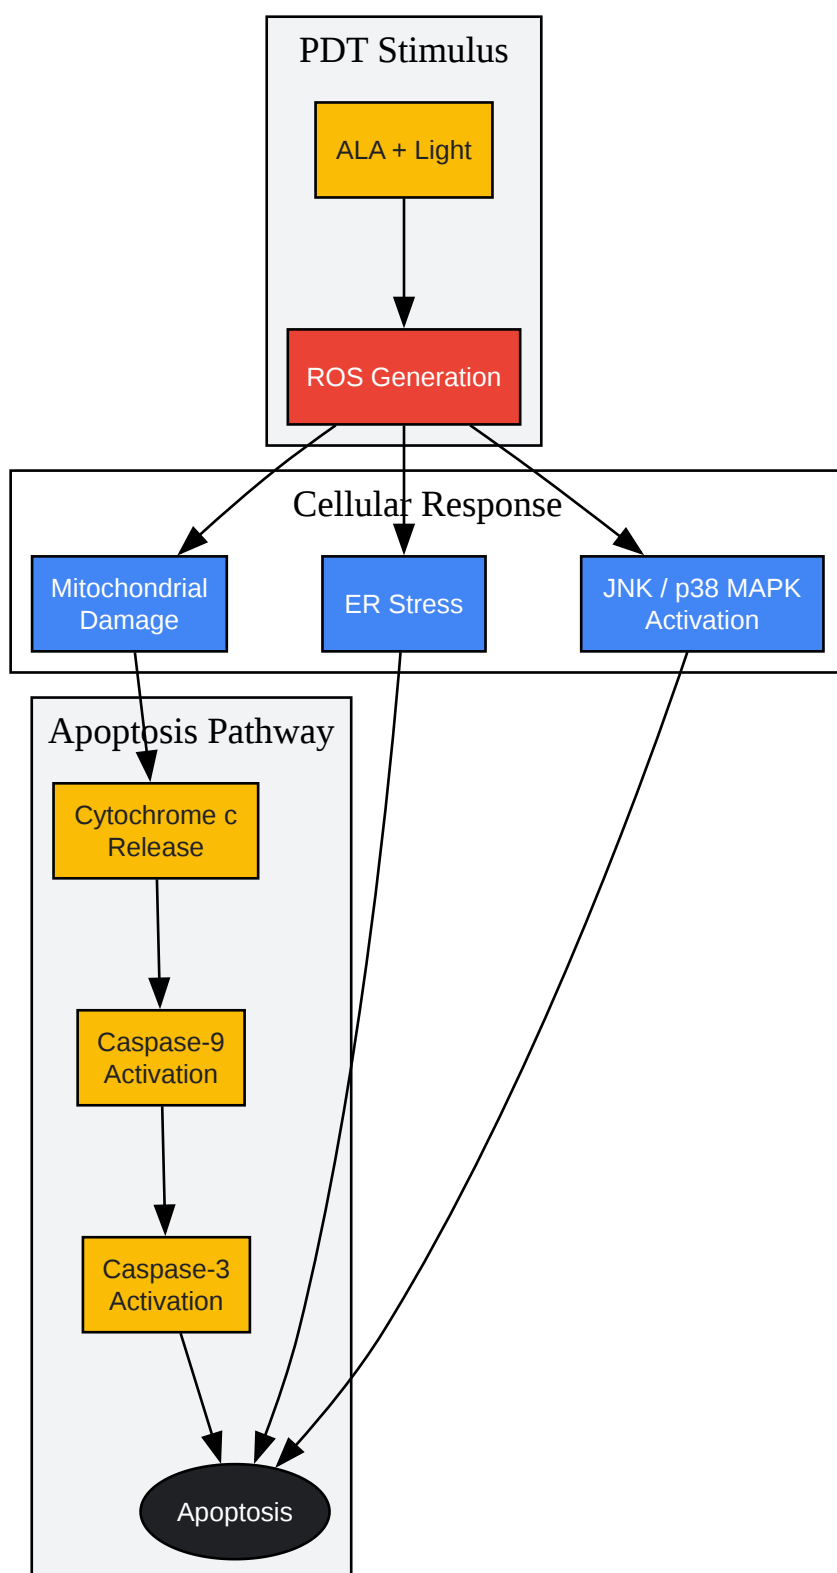 PDT Stimulus
ALA + Light
ROS Generation
Cellular Response
Mitochondrial
Damage
ER Stress
JNK / p38 MAPK
Activation
Apoptosis Pathway
Cytochrome c
Release
Caspase-9
Activation
Caspase-3
Activation
Apoptosis